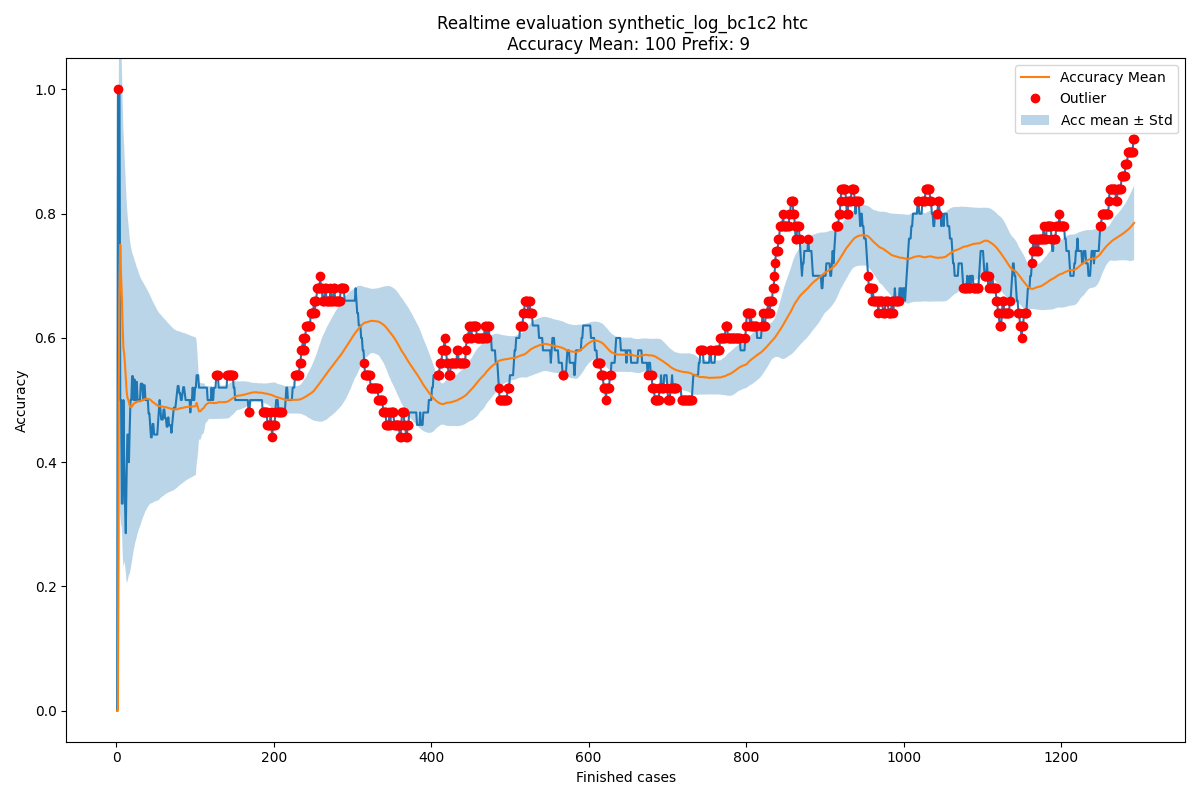 Realtime evaluation synthetic_log_bc1c2 htc
Accuracy Mean: 100 Prefix: 9
Accuracy Mean
Outlier
Acc mean ± Std
1.0
0.8
0.6
0.4
0.2
0.0
Accuracy
0
200
400
600
800
1000
1200
Finished cases